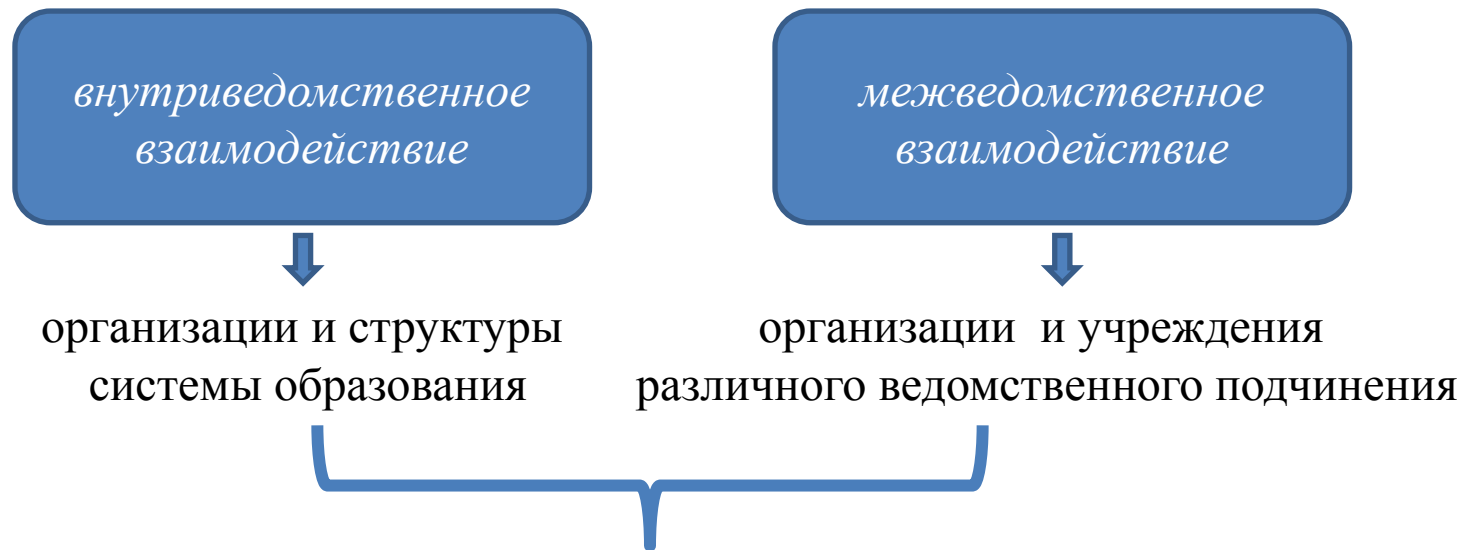 внутриведомственное
взаимодействие
межведомственное
взаимодействие
организации и структуры
системы образования
организации и учреждения
различного ведомственного подчинения